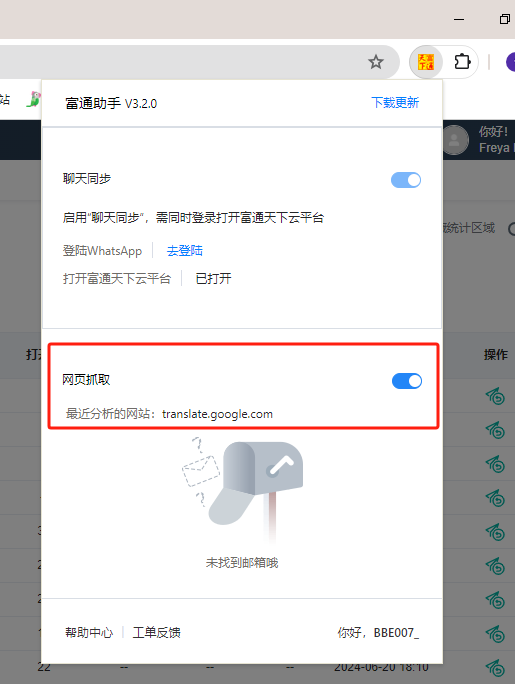 天富
下通
站
你好！
Freya
富通助手 V3.2.0
下载更新
聊天同步
启用“聊天同步”，需同时登录打开富通天下云平台
统计区域
登陆WhatsApp
去登陆
打开富通天下云平台
已打开
打
操作
网页抓取
最近分析的网站：translate.google.com
未找到邮箱哦
帮助中心
工单反馈
你好，BBE007_
22
--
--
--
2024-06-20 18:10